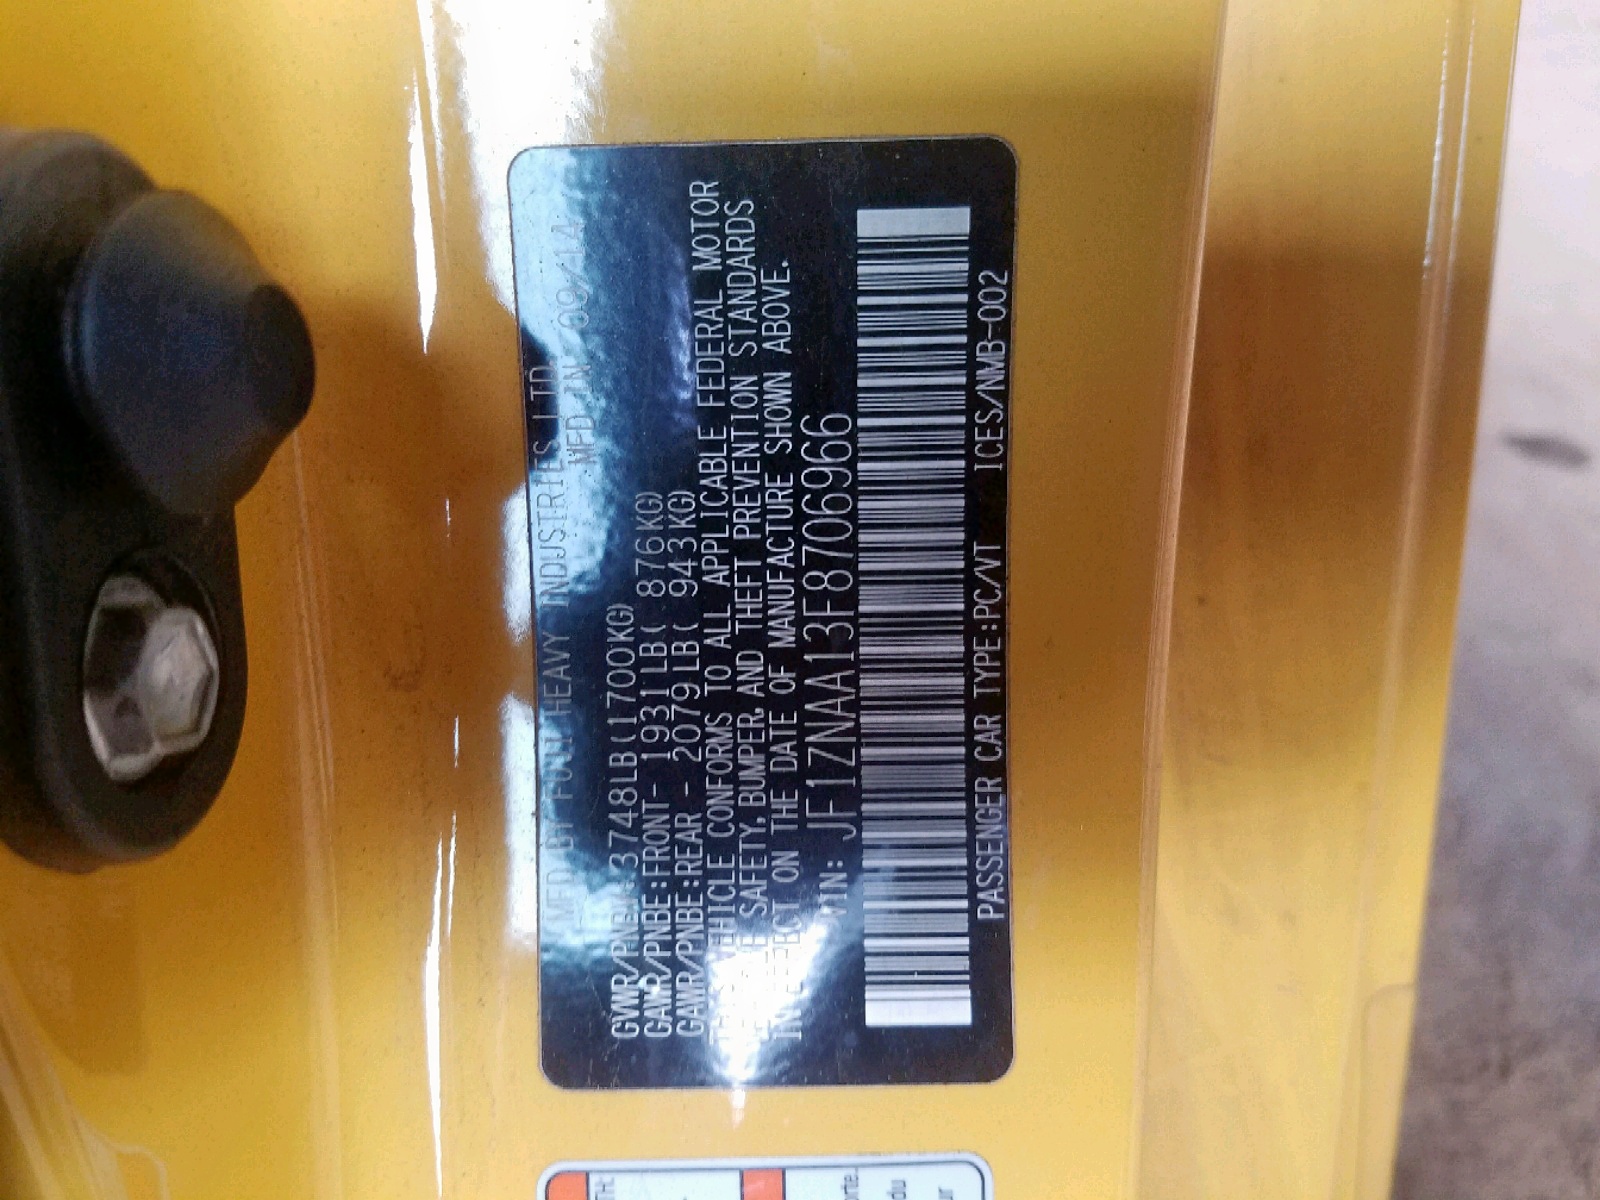 MFD BY FUJI HEAVY INDUSTRIES LTD.
MFD IN 09/14
GVWR/PNBV:3748LB(1700KG)
GAWR/PNBE:FRONT- 1931LB( 876KG)
GAWR/PNBE:REAR - 2079LB( 943KG)
THIS VEHICLE CONFORMS TO ALL APPLICABLE FEDERAL MOTOR
VEHICLE SAFETY, BUMPER, AND THEFT PREVENTION STANDARDS
IN EFFECT ON THE DATE OF MANUFACTURE SHOWN ABOVE.
VIN: JF1ZNAA13F8706966
PASSENGER CAR TYPE:PC/VT ICES/NMB-002
du